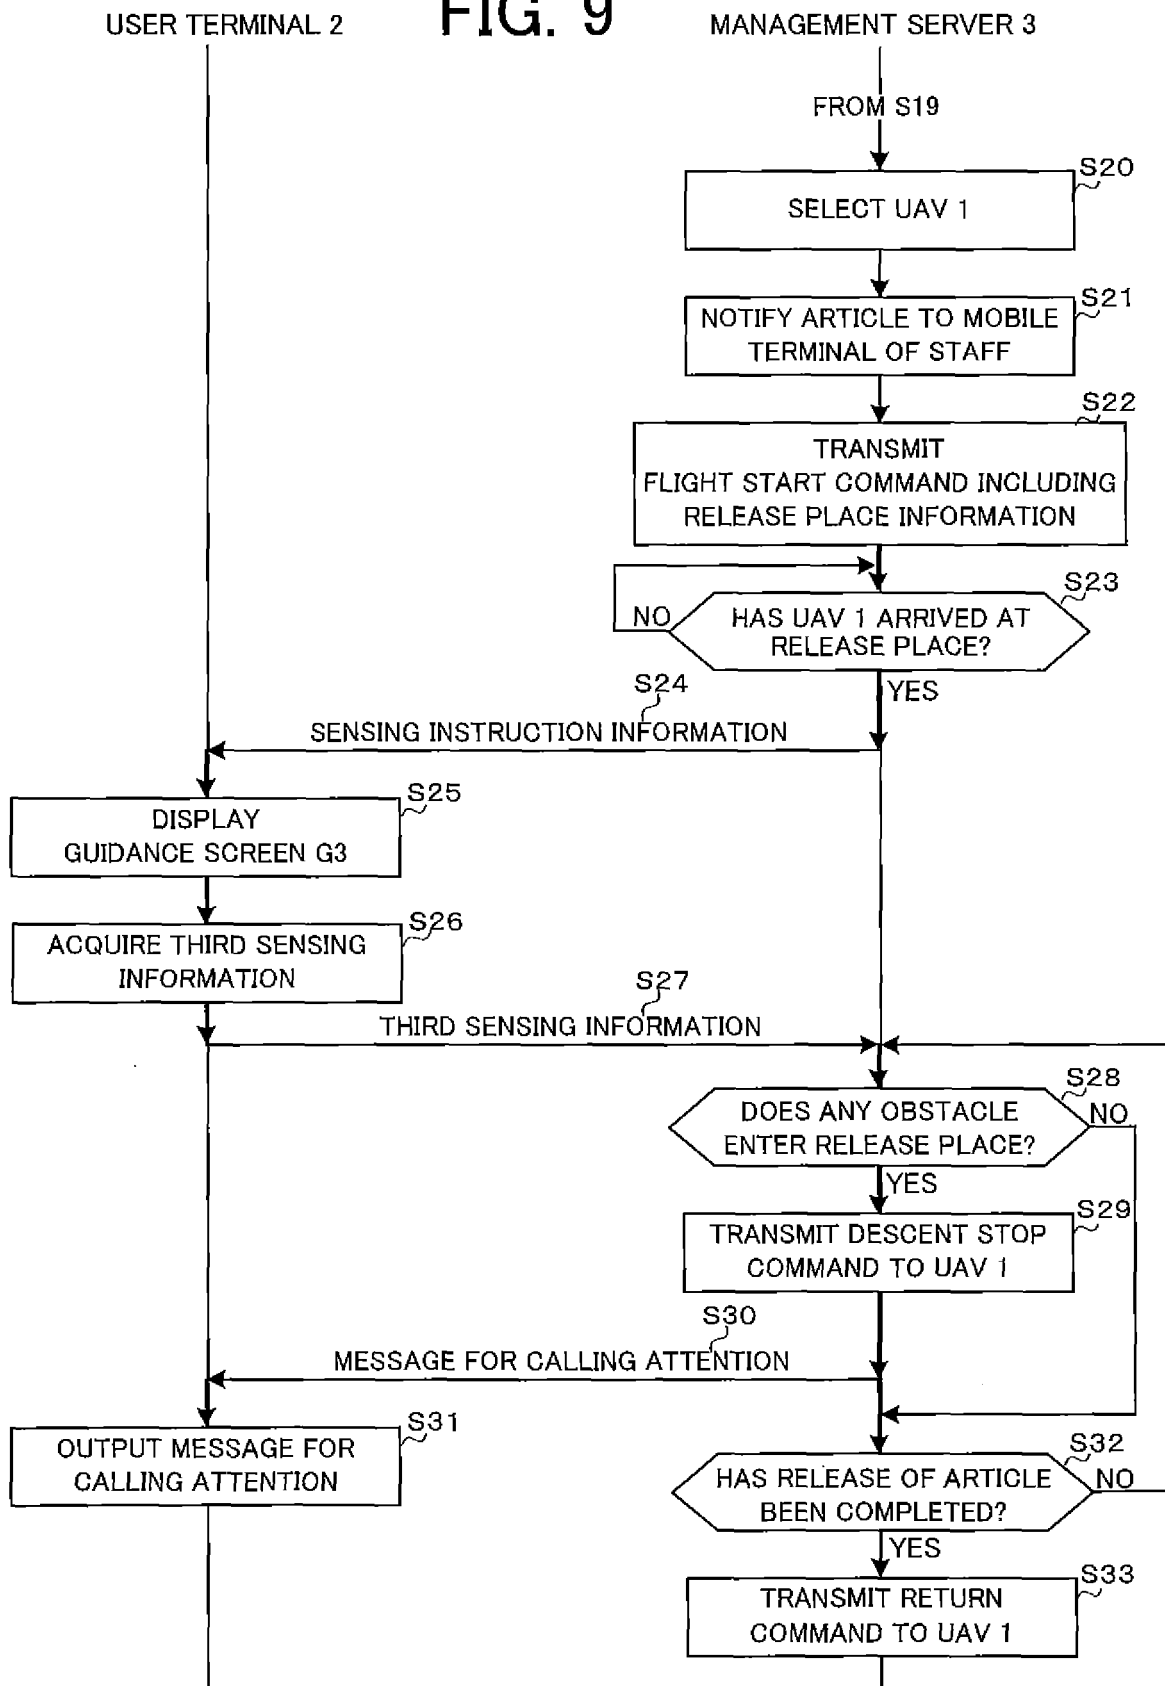 FIG. 9
USER TERMINAL 2
MANAGEMENT SERVER 3
FROM S19
S20
SELECT UAV 1
S21
NOTIFY ARTICLE TO MOBILE
TERMINAL OF STAFF
S22
TRANSMIT
FLIGHT START COMMAND INCLUDING
RELEASE PLACE INFORMATION
S23
HAS UAV 1 ARRIVED AT
RELEASE PLACE?
NO
YES
S24
SENSING INSTRUCTION INFORMATION
S25
DISPLAY
GUIDANCE SCREEN G3
S26
ACQUIRE THIRD SENSING
INFORMATION
S27
THIRD SENSING INFORMATION
S28
DOES ANY OBSTACLE
ENTER RELEASE PLACE?
NO
YES
S29
TRANSMIT DESCENT STOP
COMMAND TO UAV 1
S30
MESSAGE FOR CALLING ATTENTION
S31
OUTPUT MESSAGE FOR
CALLING ATTENTION
S32
HAS RELEASE OF ARTICLE
BEEN COMPLETED?
NO
YES
S33
TRANSMIT RETURN
COMMAND TO UAV 1